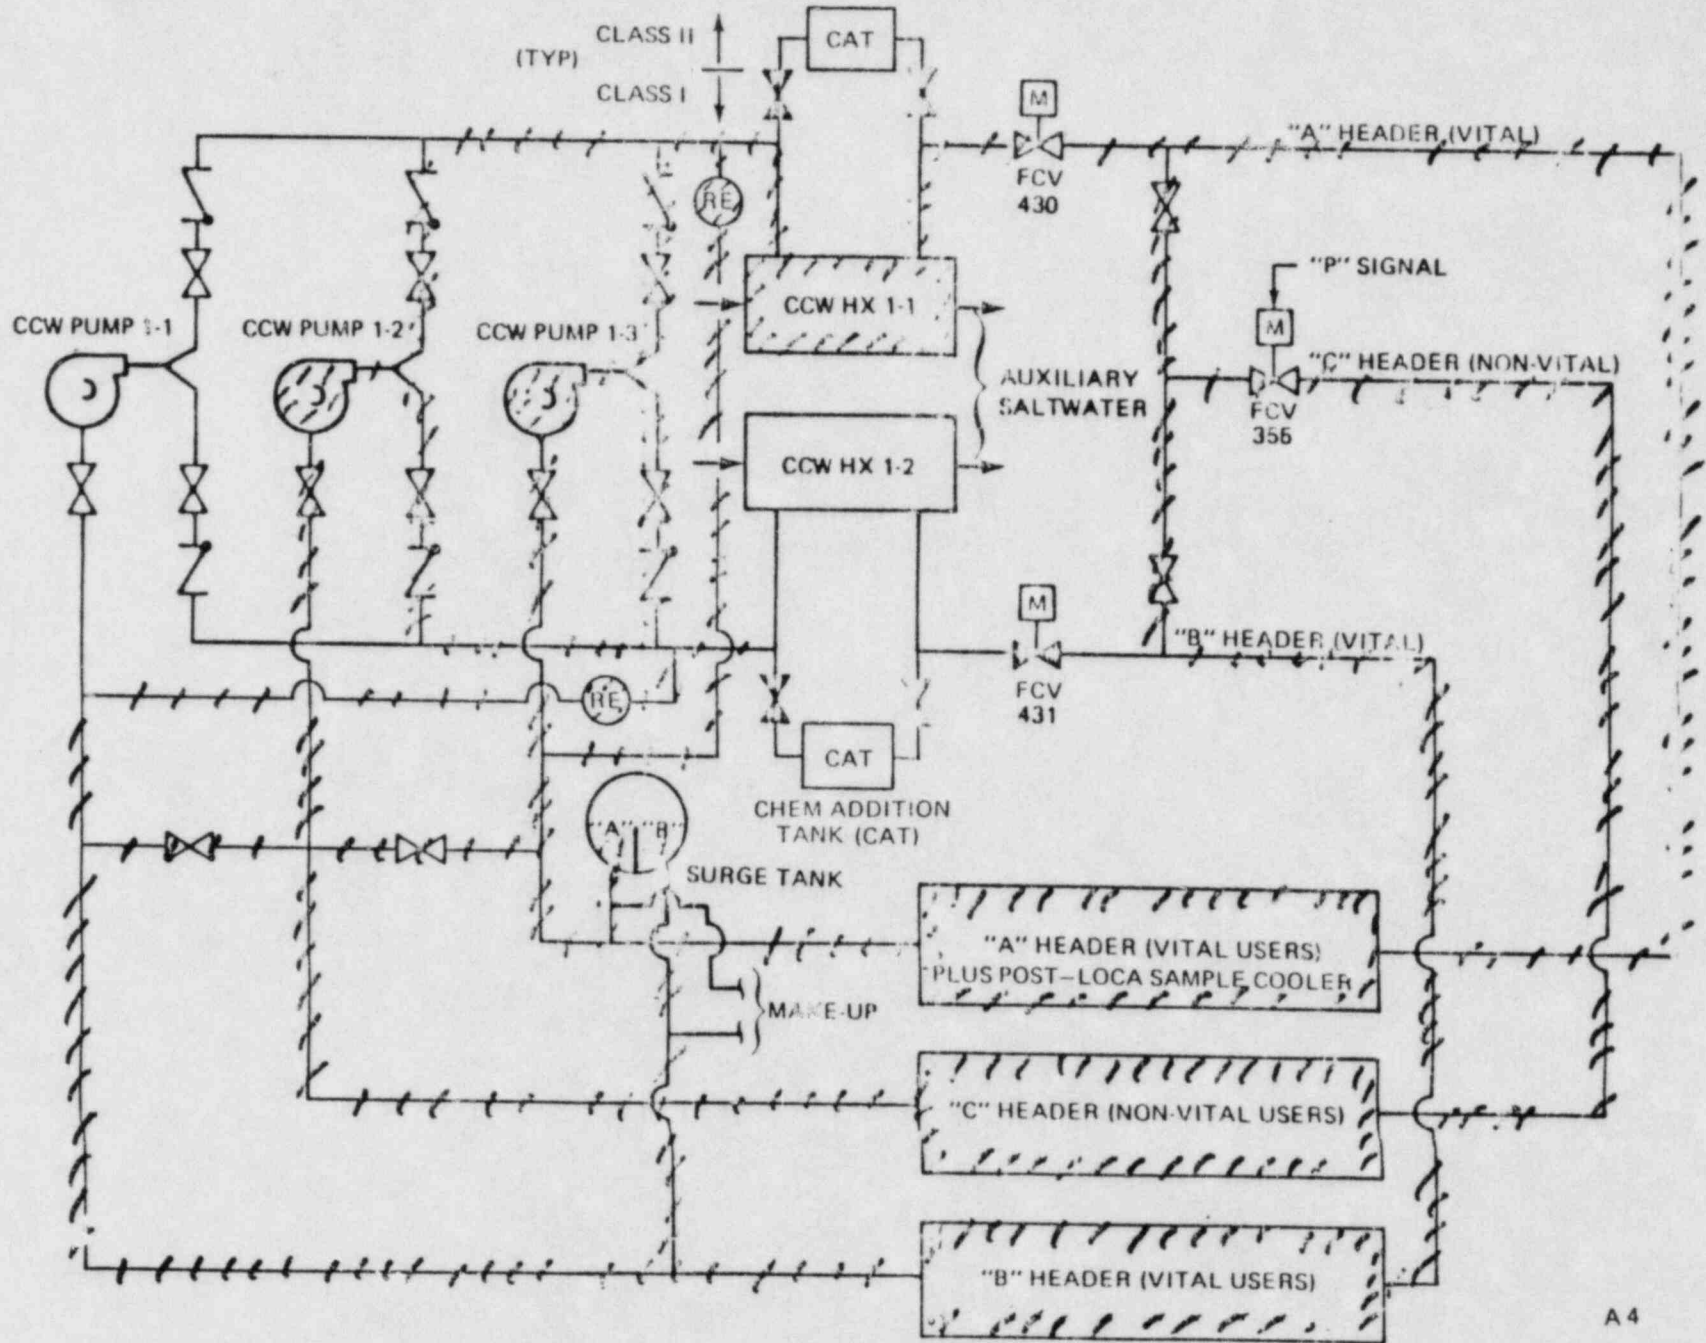 CLASS II
(TYP)
CLASS I
CAT
M
FCV
430
"A" HEADER (VITAL)
RE
"P" SIGNAL
M
"C" HEADER (NON-VITAL)
FCV
356
CCW PUMP 1-1
CCW PUMP 1-2
CCW PUMP 1-3
CCW HX 1-1
AUXILIARY
SALTWATER
CCW HX 1-2
M
FCV
431
"B" HEADER (VITAL)
RE
CAT
CHEM ADDITION
TANK (CAT)
"A" "B"
SURGE TANK
MAKE-UP
"A" HEADER (VITAL USERS)
PLUS POST-LOCA SAMPLE COOLER
"C" HEADER (NON-VITAL USERS)
"B" HEADER (VITAL USERS)
A 4